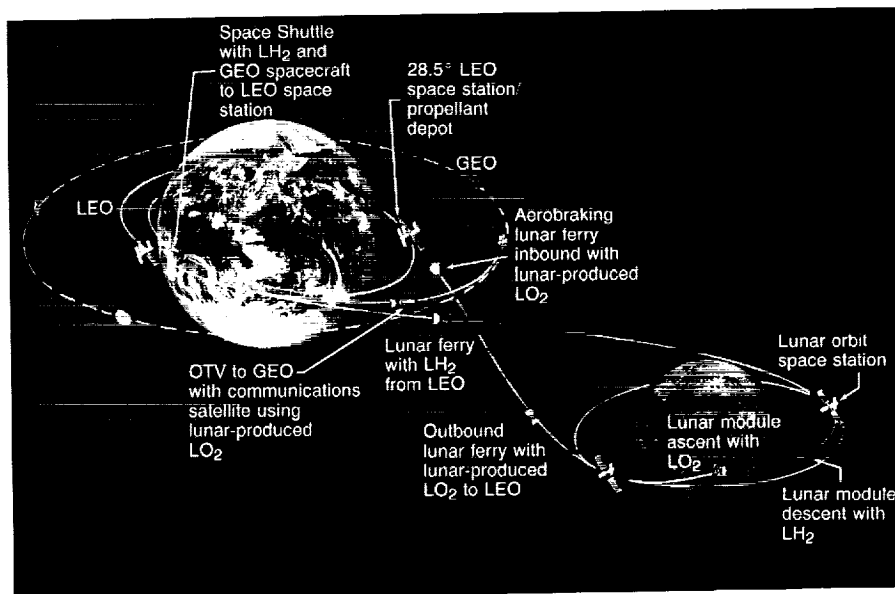 Space Shuttle
with LH₂ and
GEO spacecraft
to LEO space
station
28.5° LEO
space station/
propellant
depot
GEO
LEO
Aerobraking
lunar ferry
inbound with
lunar-produced
LO₂
OTV to GEO
with communications
satellite using
lunar-produced
LO₂
Lunar ferry
with LH₂
from LEO
Outbound
lunar ferry with
lunar-produced
LO₂ to LEO
Lunar orbit
space station
Lunar module
ascent with
LO₂
Lunar module
descent with
LH₂